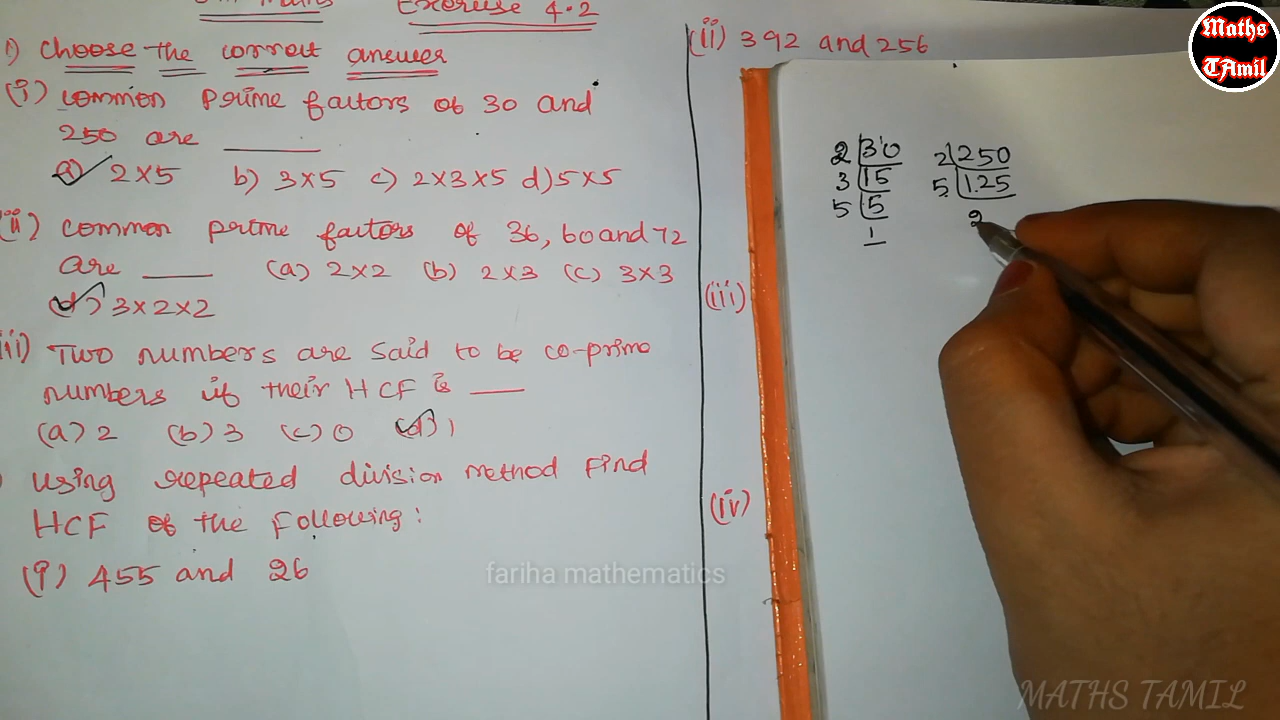 Exercise 4.2
1) choose the correct answer
(i) common prime factors of 30 and
250 are ______
a) 2×5 b) 3×5 c) 2×3×5 d) 5×5
(ii) common prime factors of 36, 60 and 72
are ____ (a) 2×2 (b) 2×3 (c) 3×3
(d) 3×2×2
(iii) Two numbers are said to be co-prime
numbers if their HCF is ____
(a) 2 (b) 3 (c) 0 (d) 1
using repeated division method find
HCF of the following:
(i) 455 and 26
(ii) 392 and 256
(iii)
(iv)
2 30
3 15
5 5
1
2 250
5 125
2
Maths
TAmil
fariha mathematics
MATHS TAMIL